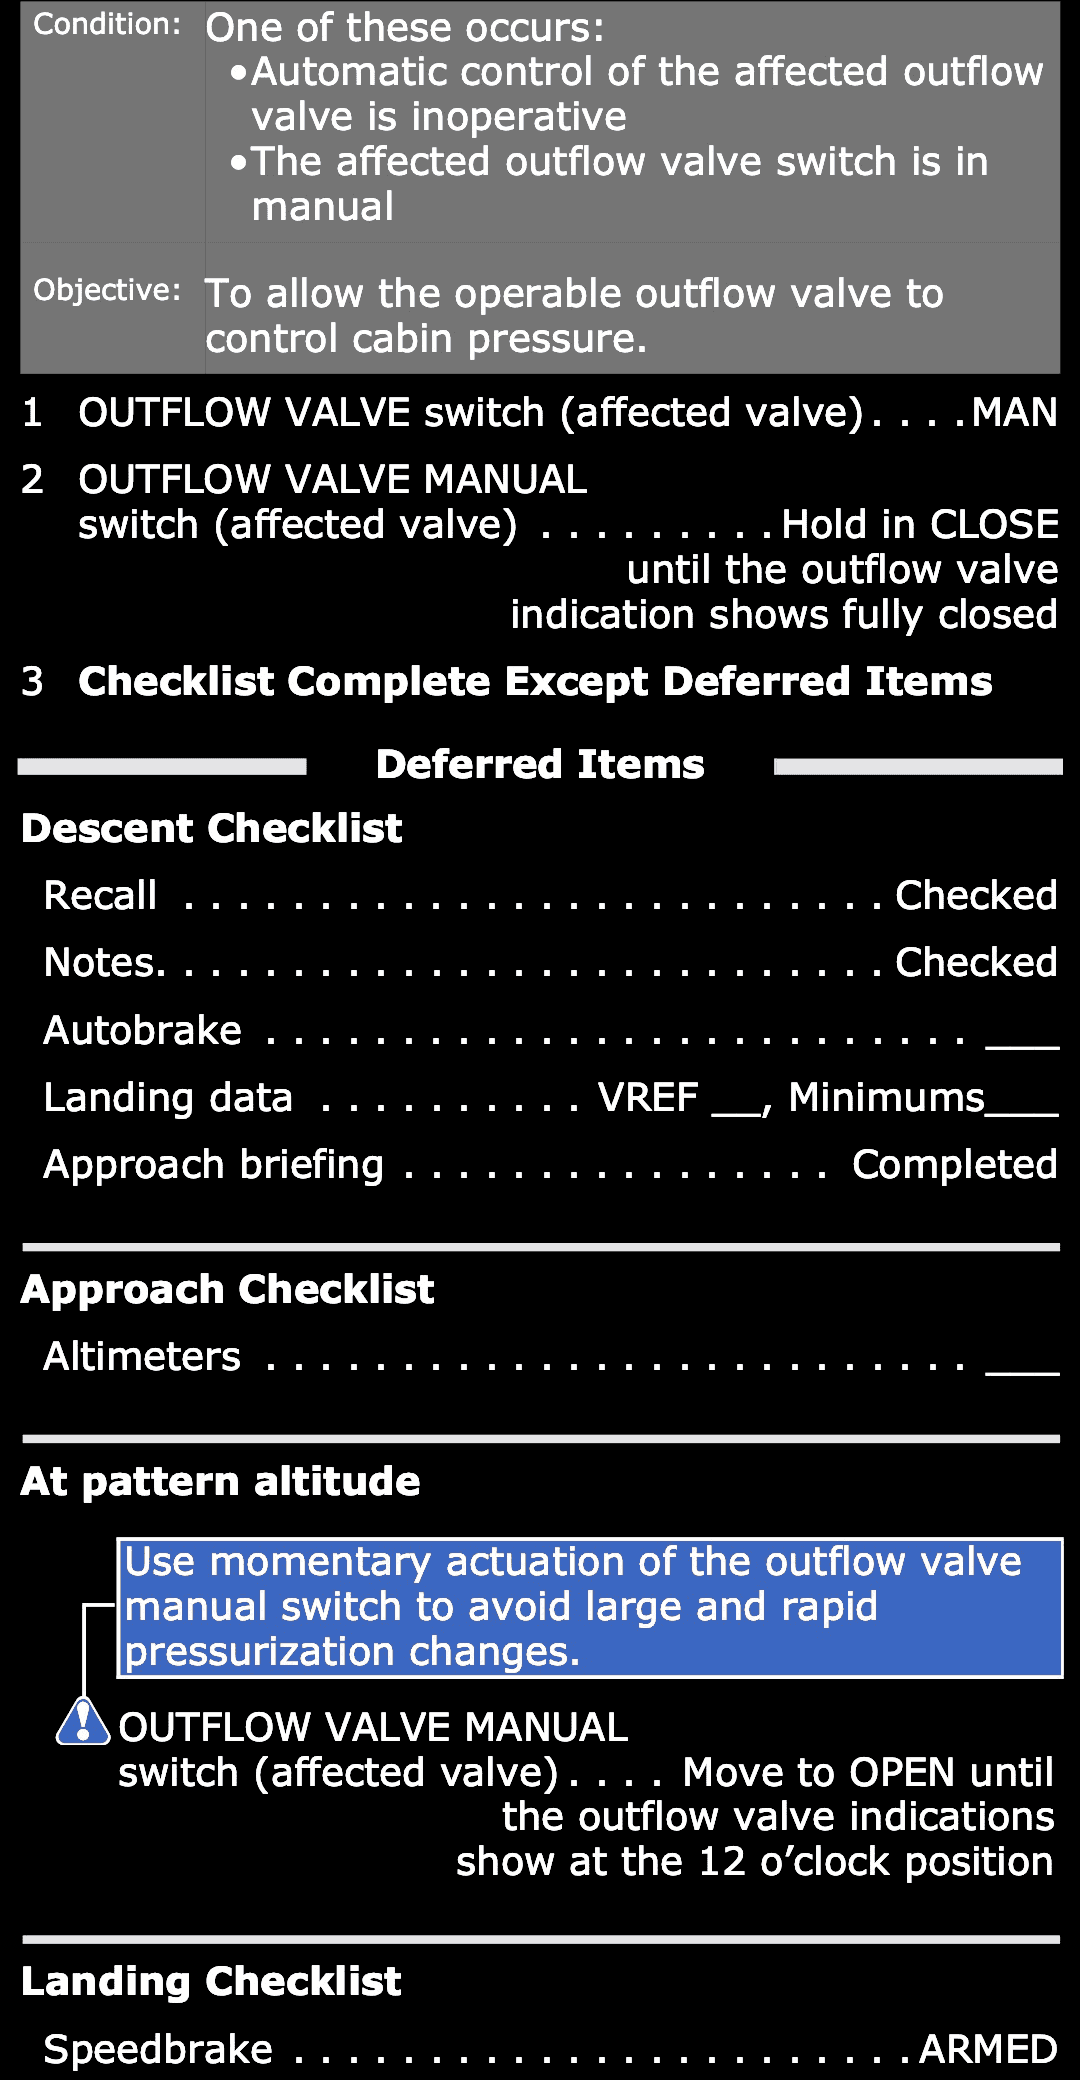 Condition: One of these occurs:
•Automatic control of the affected outflow
valve is inoperative
•The affected outflow valve switch is in
manual
Objective: To allow the operable outflow valve to
control cabin pressure.
1 OUTFLOW VALVE switch (affected valve) . . . . MAN
2 OUTFLOW VALVE MANUAL
switch (affected valve) . . . . . . . . . Hold in CLOSE
until the outflow valve
indication shows fully closed
3 Checklist Complete Except Deferred Items
Deferred Items
Descent Checklist
Recall . . . . . . . . . . . . . . . . . . . . . . . . . . Checked
Notes. . . . . . . . . . . . . . . . . . . . . . . . . . . Checked
Autobrake . . . . . . . . . . . . . . . . . . . . . . . . . . ___
Landing data . . . . . . . . . . VREF __, Minimums___
Approach briefing . . . . . . . . . . . . . . . . Completed
Approach Checklist
Altimeters . . . . . . . . . . . . . . . . . . . . . . . . . . ___
At pattern altitude
Use momentary actuation of the outflow valve
manual switch to avoid large and rapid
pressurization changes.
! OUTFLOW VALVE MANUAL
switch (affected valve) . . . . Move to OPEN until
the outflow valve indications
show at the 12 o’clock position
Landing Checklist
Speedbrake . . . . . . . . . . . . . . . . . . . . . . . ARMED